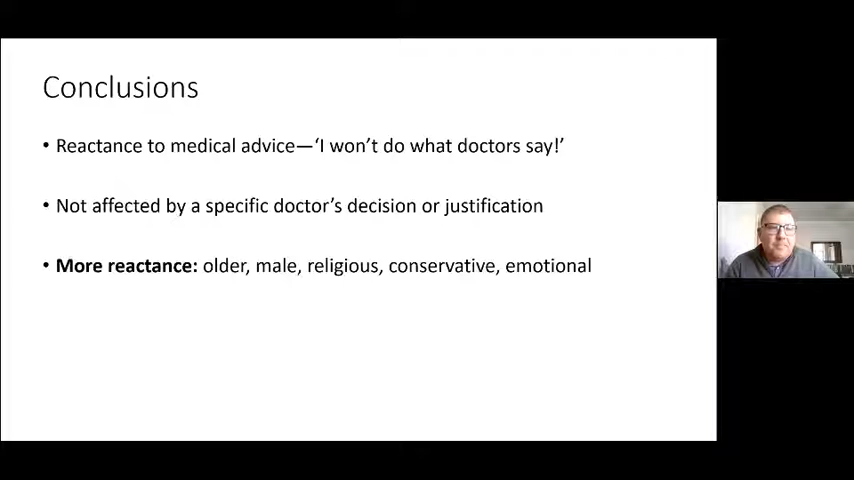 Conclusions
• Reactance to medical advice—‘I won’t do what doctors say!’
• Not affected by a specific doctor’s decision or justification
• More reactance: older, male, religious, conservative, emotional